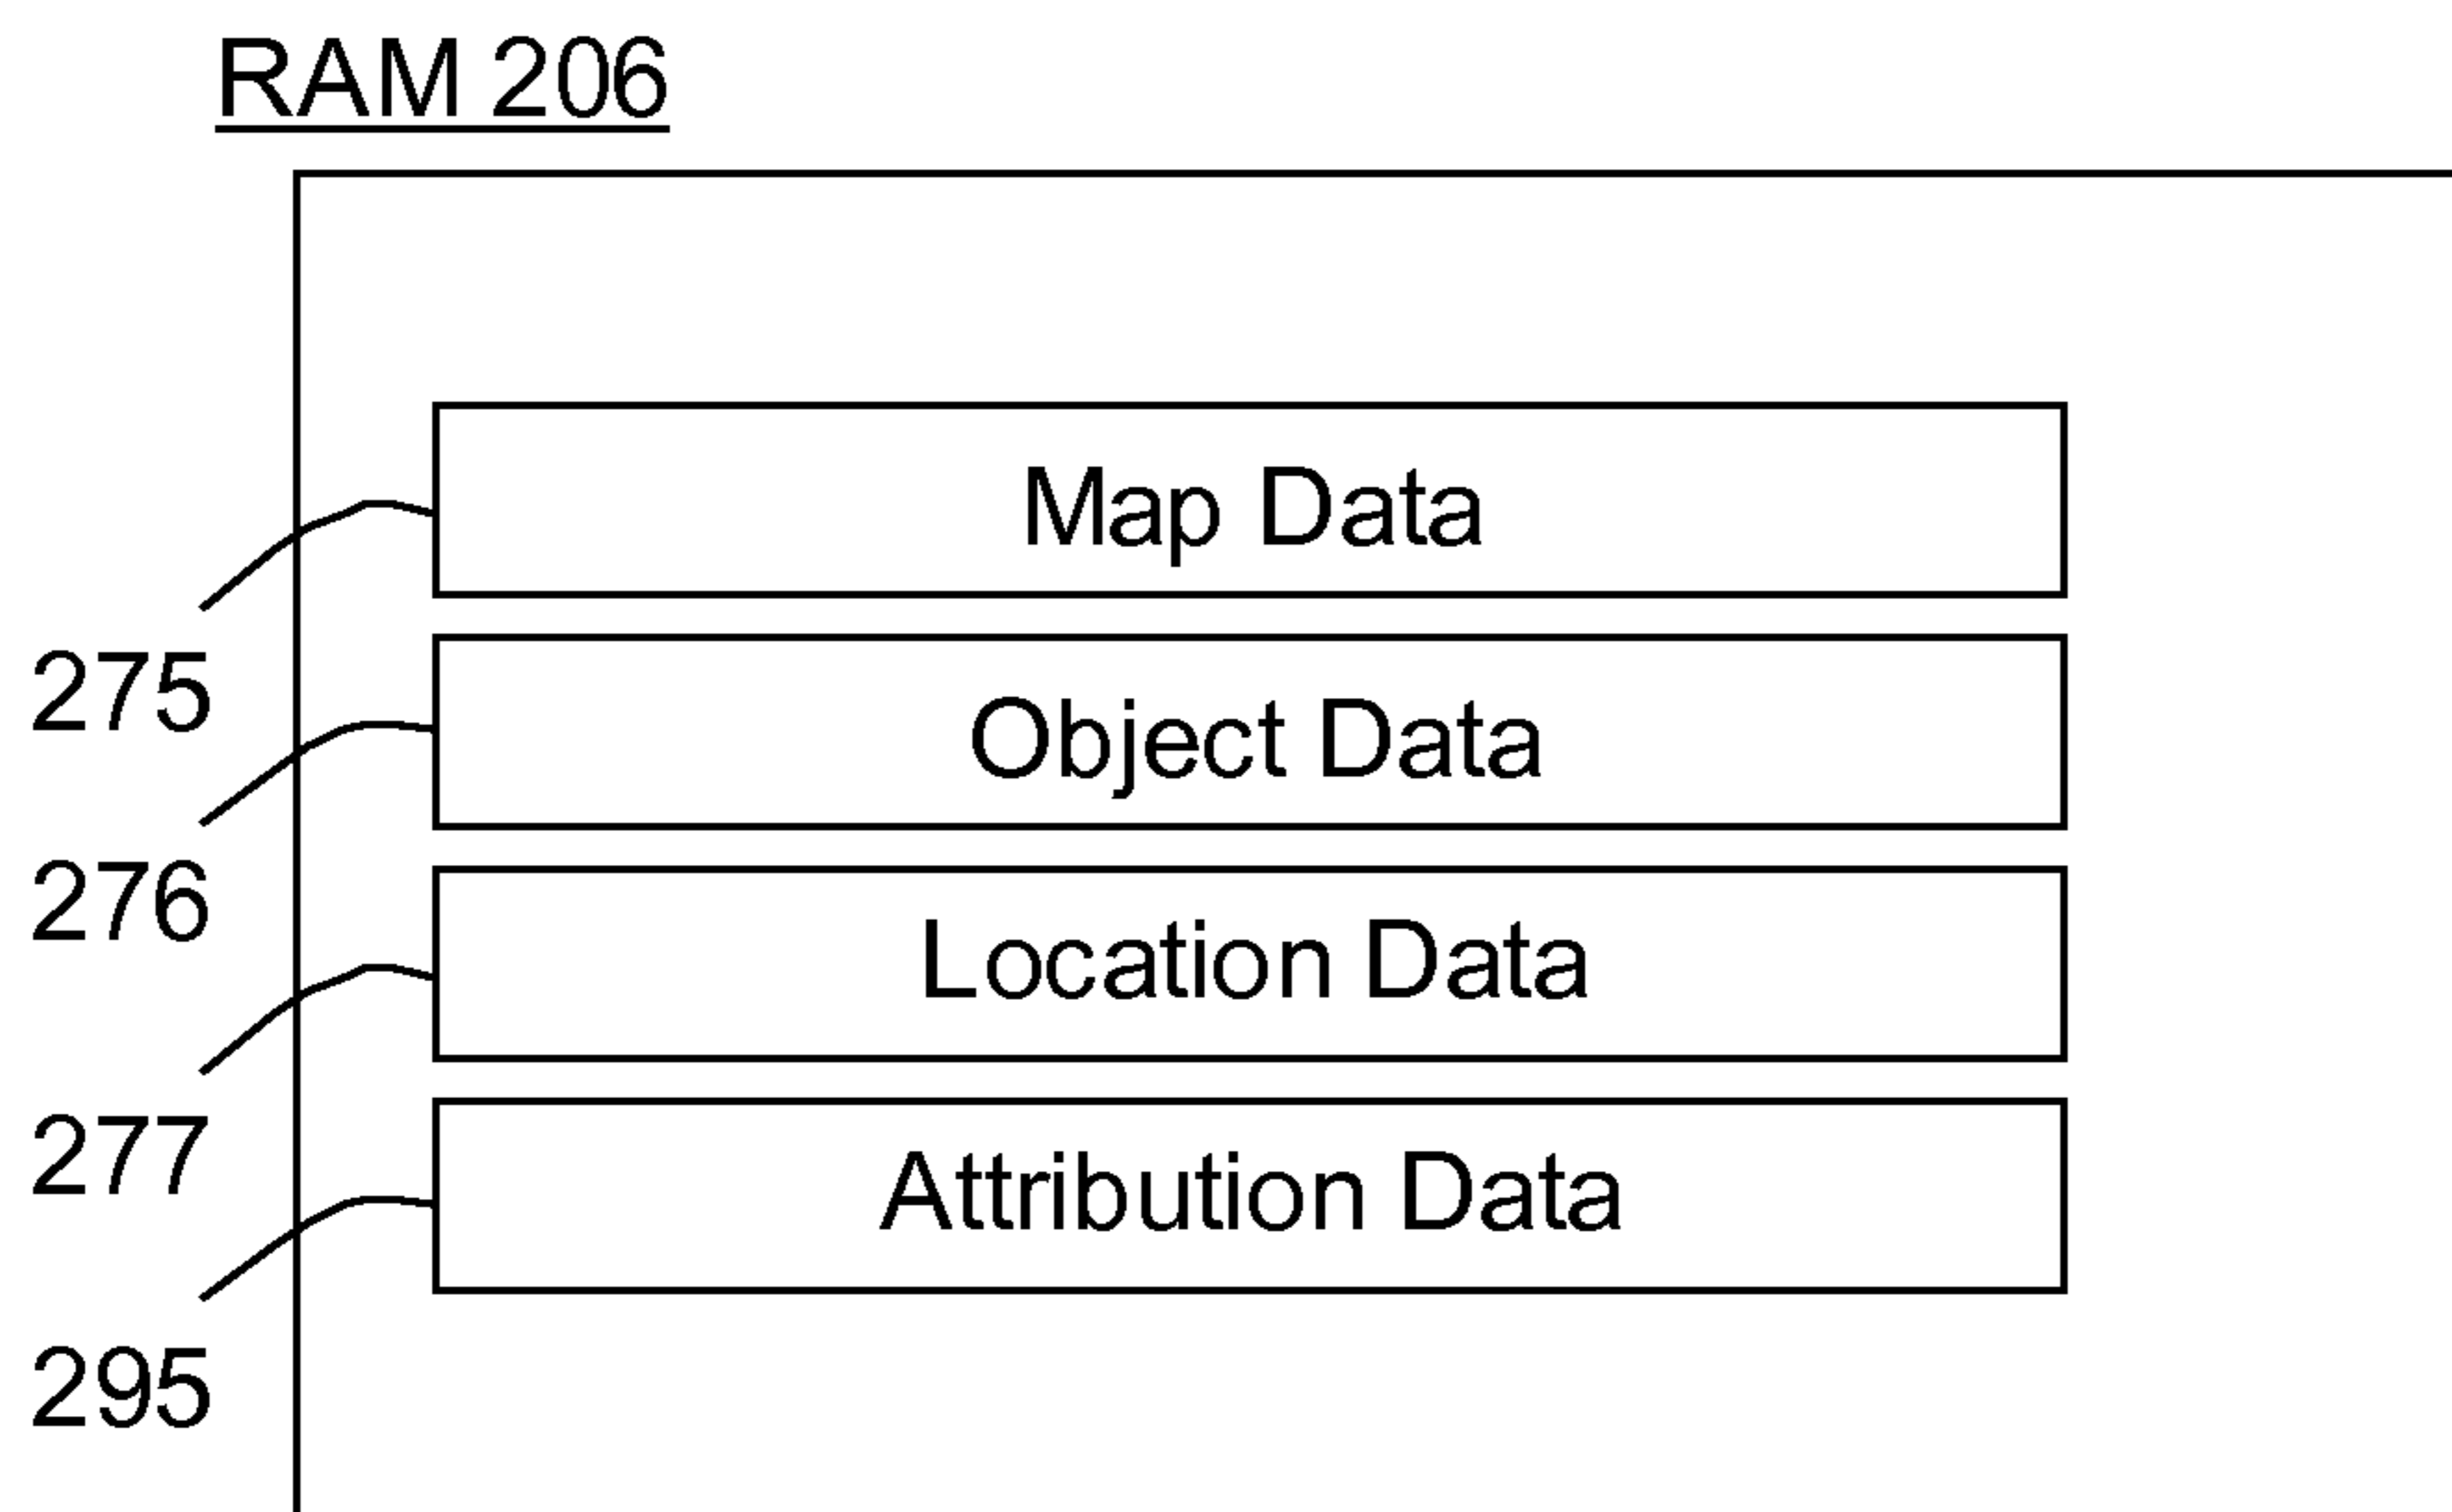 RAM 206
Map Data
275
Object Data
276
Location Data
277
Attribution Data
295